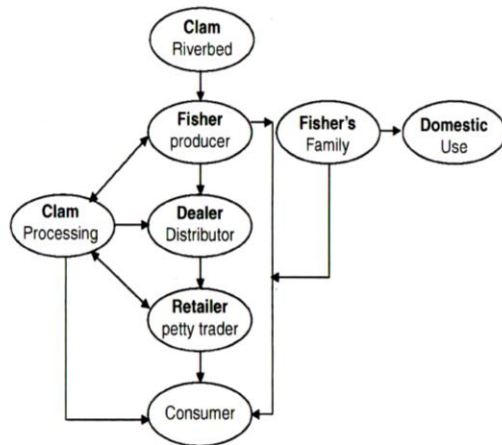 Clam
Riverbed
Fisher
producer
Fisher's
Family
Domestic
Use
Clam
Processing
Dealer
Distributor
Retailer
petty trader
Consumer